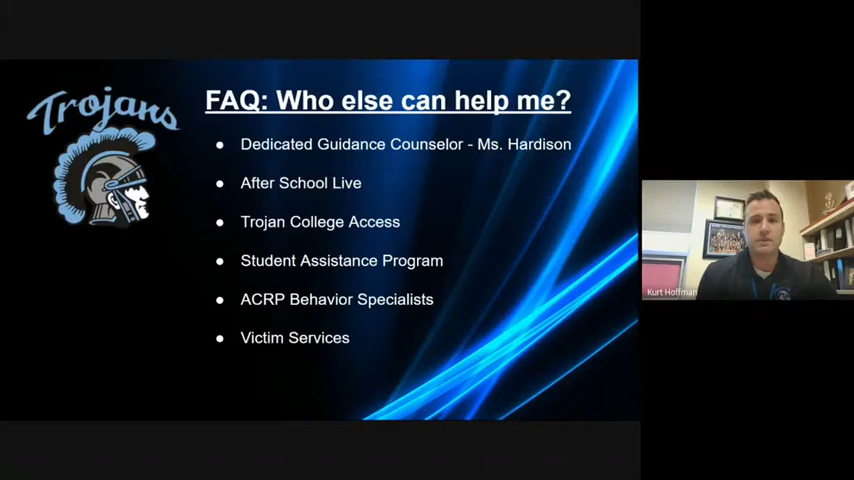 Trojans
FAQ: Who else can help me?
● Dedicated Guidance Counselor - Ms. Hardison
● After School Live
● Trojan College Access
● Student Assistance Program
● ACRP Behavior Specialists
● Victim Services
Kurt Hoffman